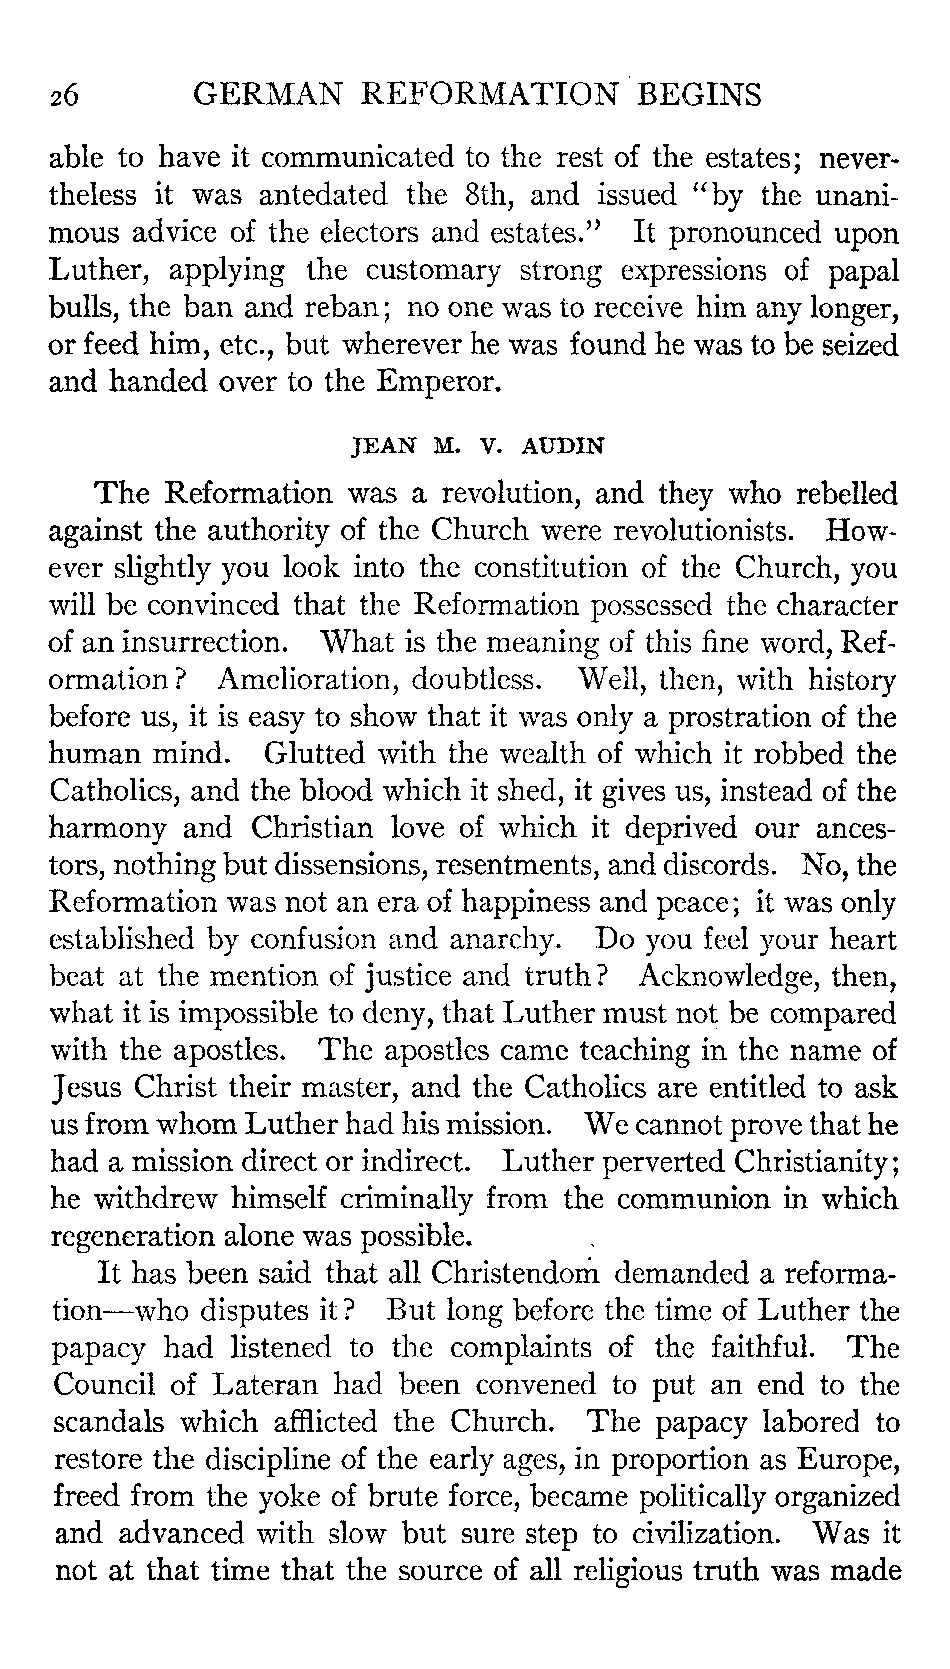 26 GERMAN REFORMATION BEGINS
able to have it communicated to the rest of the estates; never-
theless it was antedated the 8th, and issued “by the unani-
mous advice of the electors and estates.” It pronounced upon
Luther, applying the customary strong expressions of papal
bulls, the ban and reban; no one was to receive him any longer,
or feed him, etc., but wherever he was found he was to be seized
and handed over to the Emperor.
JEAN M. V. AUDIN
The Reformation was a revolution, and they who rebelled
against the authority of the Church were revolutionists. How-
ever slightly you look into the constitution of the Church, you
will be convinced that the Reformation possessed the character
of an insurrection. What is the meaning of this fine word, Ref-
ormation? Amelioration, doubtless. Well, then, with history
before us, it is easy to show that it was only a prostration of the
human mind. Glutted with the wealth of which it robbed the
Catholics, and the blood which it shed, it gives us, instead of the
harmony and Christian love of which it deprived our ances-
tors, nothing but dissensions, resentments, and discords. No, the
Reformation was not an era of happiness and peace; it was only
established by confusion and anarchy. Do you feel your heart
beat at the mention of justice and truth? Acknowledge, then,
what it is impossible to deny, that Luther must not be compared
with the apostles. The apostles came teaching in the name of
Jesus Christ their master, and the Catholics are entitled to ask
us from whom Luther had his mission. We cannot prove that he
had a mission direct or indirect. Luther perverted Christianity;
he withdrew himself criminally from the communion in which
regeneration alone was possible.
It has been said that all Christendom demanded a reforma-
tion—who disputes it? But long before the time of Luther the
papacy had listened to the complaints of the faithful. The
Council of Lateran had been convened to put an end to the
scandals which afflicted the Church. The papacy labored to
restore the discipline of the early ages, in proportion as Europe,
freed from the yoke of brute force, became politically organized
and advanced with slow but sure step to civilization. Was it
not at that time that the source of all religious truth was made